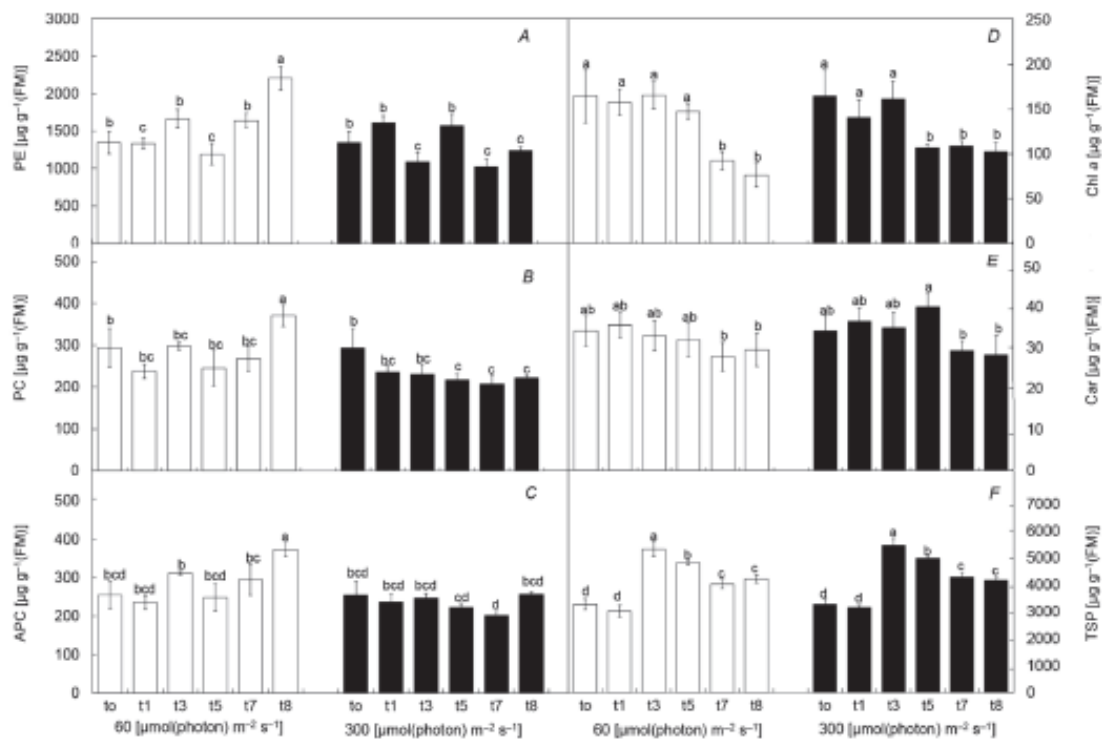 3000
2500
2000
1500
1000
500
0
PE [µg g⁻¹(FM)]
A
b c b c b a
b b c b c c
D
a a a a b b
a a a b b b
250
200
150
100
50
0
Chl a [µg g⁻¹(FM)]
500
400
300
200
100
0
PC [µg g⁻¹(FM)]
B
b bc bc bc bc a
b bc bc c c c
E
ab ab ab ab b b
ab ab ab a b b
50
40
30
20
10
0
Car [µg g⁻¹(FM)]
500
400
300
200
100
0
APC [µg g⁻¹(FM)]
C
bcd bcd b bcd bc a
bcd bcd bcd cd d bcd
F
d d a b c c
d d a b c c
7000
6000
5000
4000
3000
2000
1000
0
TSP [µg g⁻¹(FM)]
to t1 t3 t5 t7 t8 to t1 t3 t5 t7 t8 to t1 t3 t5 t7 t8 to t1 t3 t5 t7 t8
60 [µmol(photon) m⁻² s⁻¹] 300 [µmol(photon) m⁻² s⁻¹] 60 [µmol(photon) m⁻² s⁻¹] 300 [µmol(photon) m⁻² s⁻¹]